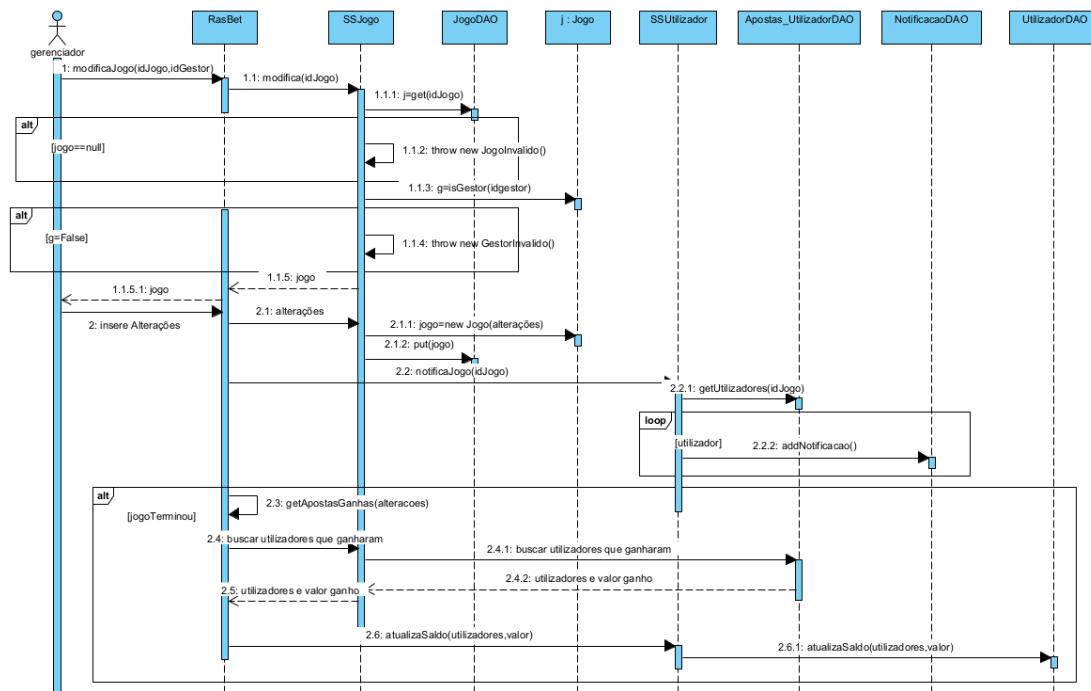 RasBet
SSJogo
JogoDAO
j : Jogo
SSUtilizador
Apostas_UtilizadorDAO
NotificacaoDAO
UtilizadorDAO
gerenciador
1: modificaJogo(idJogo,idGestor)
1.1: modifica(idJogo)
1.1.1: j=get(idJogo)
alt
[jogo==null]
1.1.2: throw new JogoInvalido()
1.1.3: g=isGestor(idgestor)
alt
[g=False]
1.1.4: throw new GestorInvalido()
1.1.5: jogo
1.1.5.1: jogo
2: insere Alterações
2.1: alterações
2.1.1: jogo=new Jogo(alterações)
2.1.2: put(jogo)
2.2: notificaJogo(idJogo)
2.2.1: getUtilizadores(idJogo)
loop
[utilizador]
2.2.2: addNotificacao()
alt
[jogoTerminou]
2.3: getApostasGanhas(alteracoes)
2.4: buscar utilizadores que ganharam
2.4.1: buscar utilizadores que ganharam
2.4.2: utilizadores e valor ganho
2.5: utilizadores e valor ganho
2.6: atualizaSaldo(utilizadores,valor)
2.6.1: atualizaSaldo(utilizadores,valor)